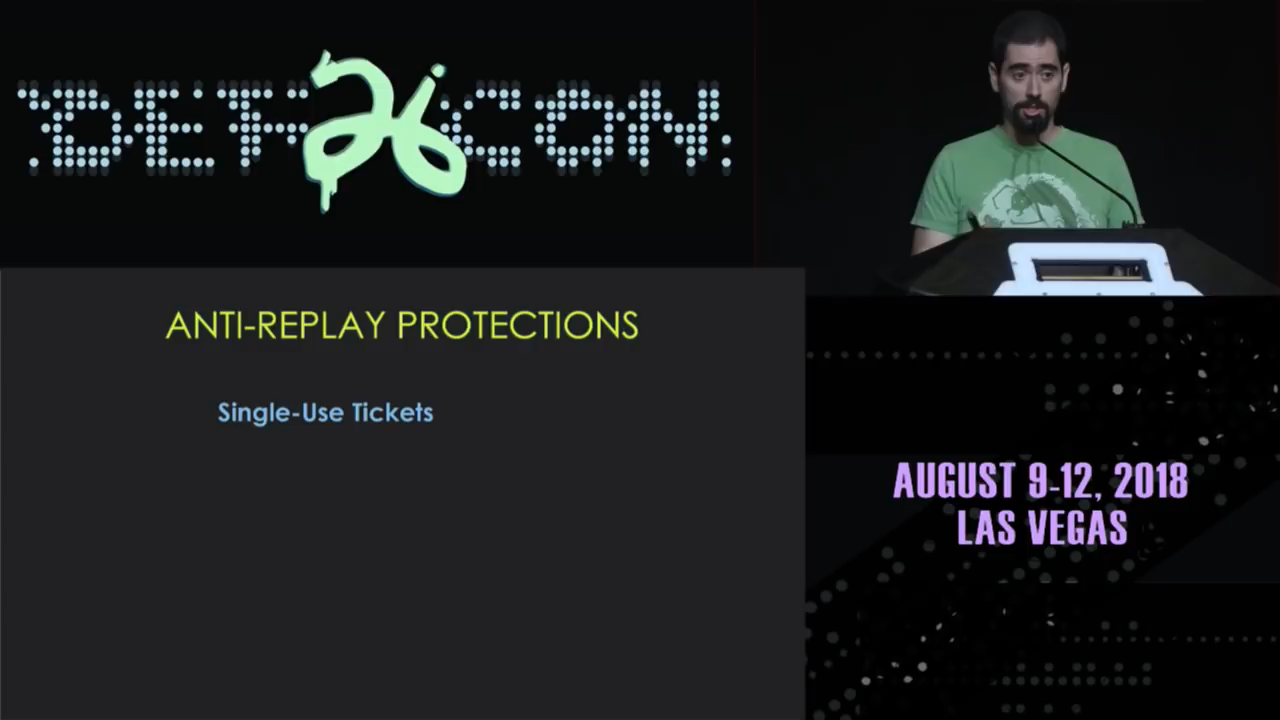 DEF CON
26
ANTI-REPLAY PROTECTIONS
Single-Use Tickets
AUGUST 9-12, 2018
LAS VEGAS